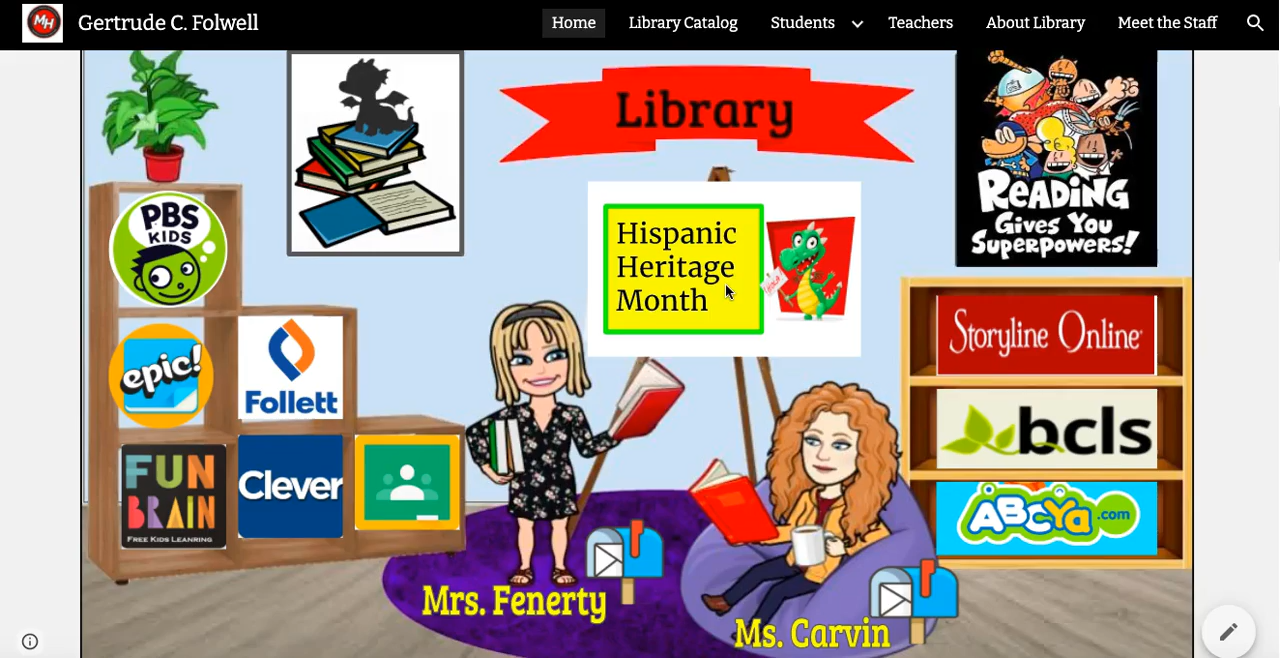 MH
Gertrude C. Folwell
Home
Library Catalog
Students
Teachers
About Library
Meet the Staff
Library
READING
GIVES YOU
SUPERPOWERS!
Hispanic
Heritage
Month
HOLA
PBS
KIDS
epic!
Follett
FUN
BRAIN
FREE KIDS LEANRING
Clever
Storyline Online
bcls
ABCYa.com
Mrs. Fenerty
Ms. Carvin